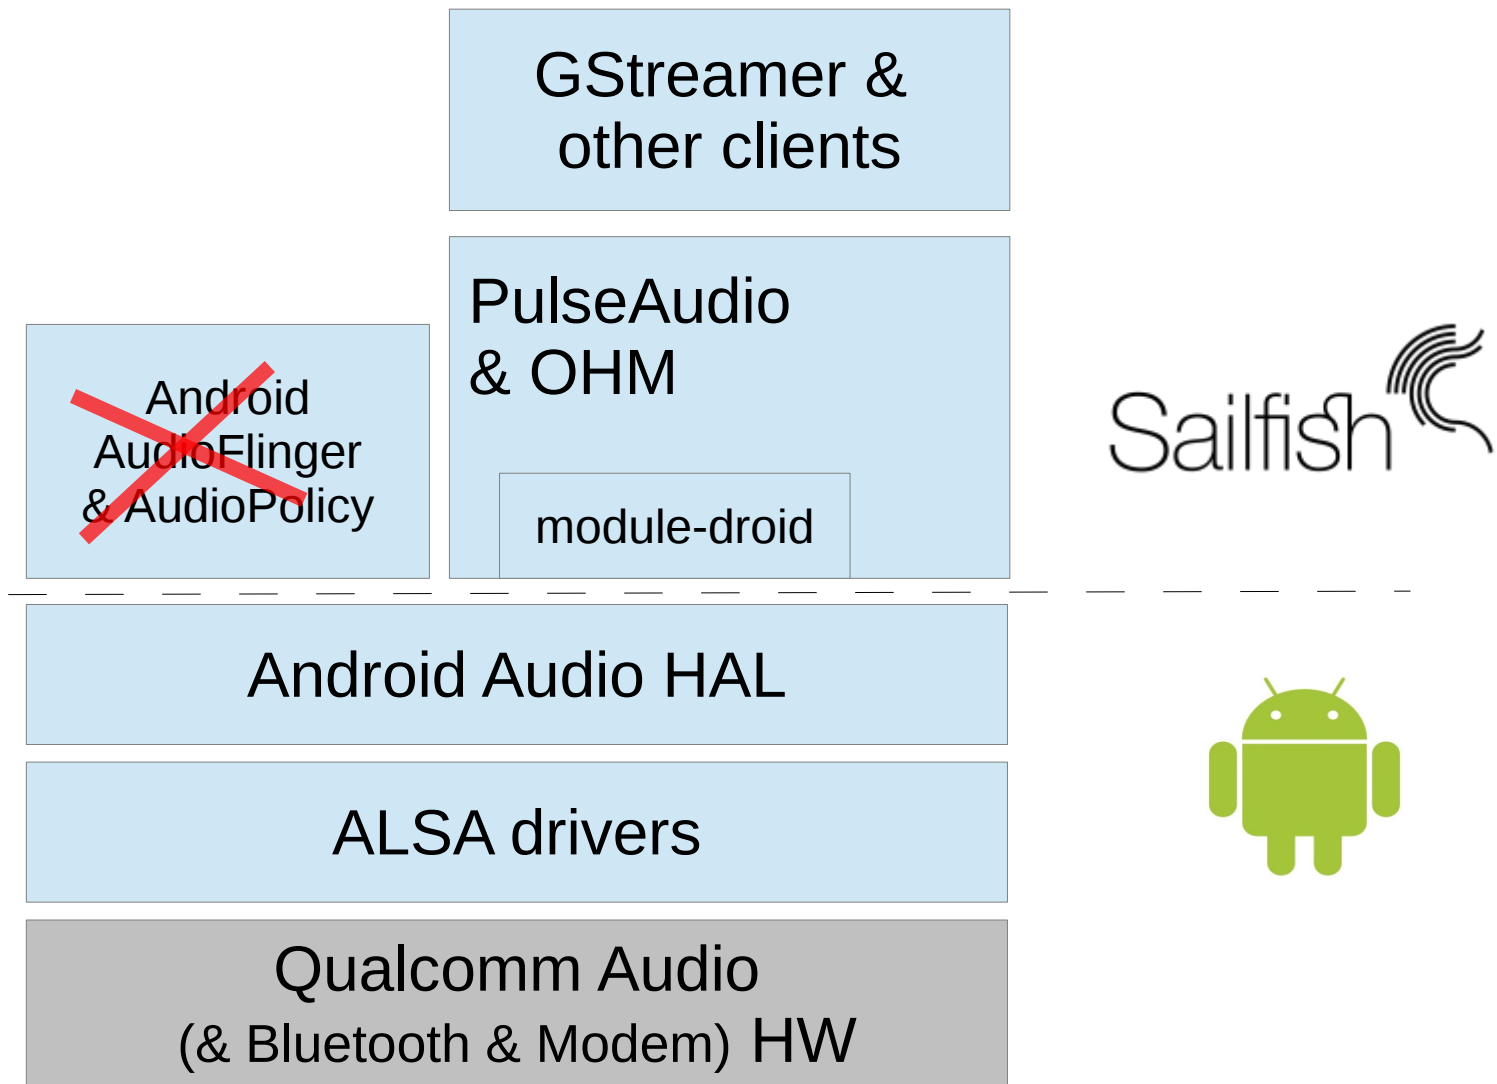 GStreamer &
other clients
PulseAudio
& OHM
Android
AudioFlinger
& AudioPolicy
module-droid
Sailfish
Android Audio HAL
ALSA drivers
Qualcomm Audio
(& Bluetooth & Modem) HW